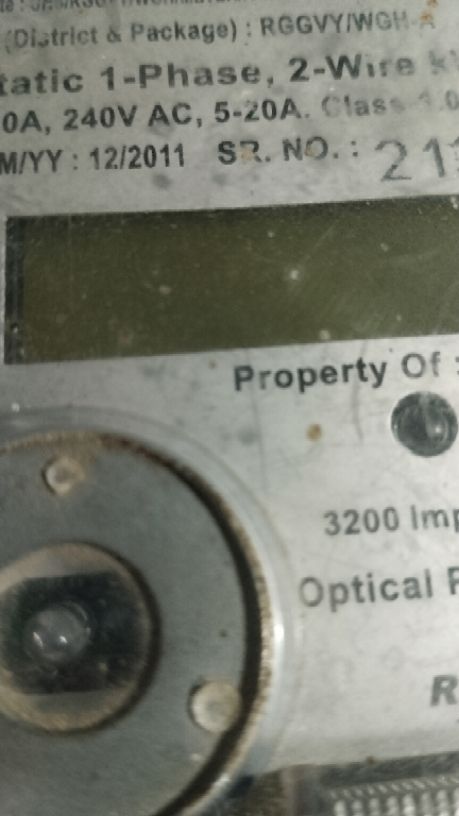 (District & Package) : RGGVY/WGH-A
tatic 1-Phase, 2-Wire k
0A, 240V AC, 5-20A. Class 1.0
M/YY : 12/2011 SR. NO. : 211
Property Of :
3200 Imp
Optical P
R